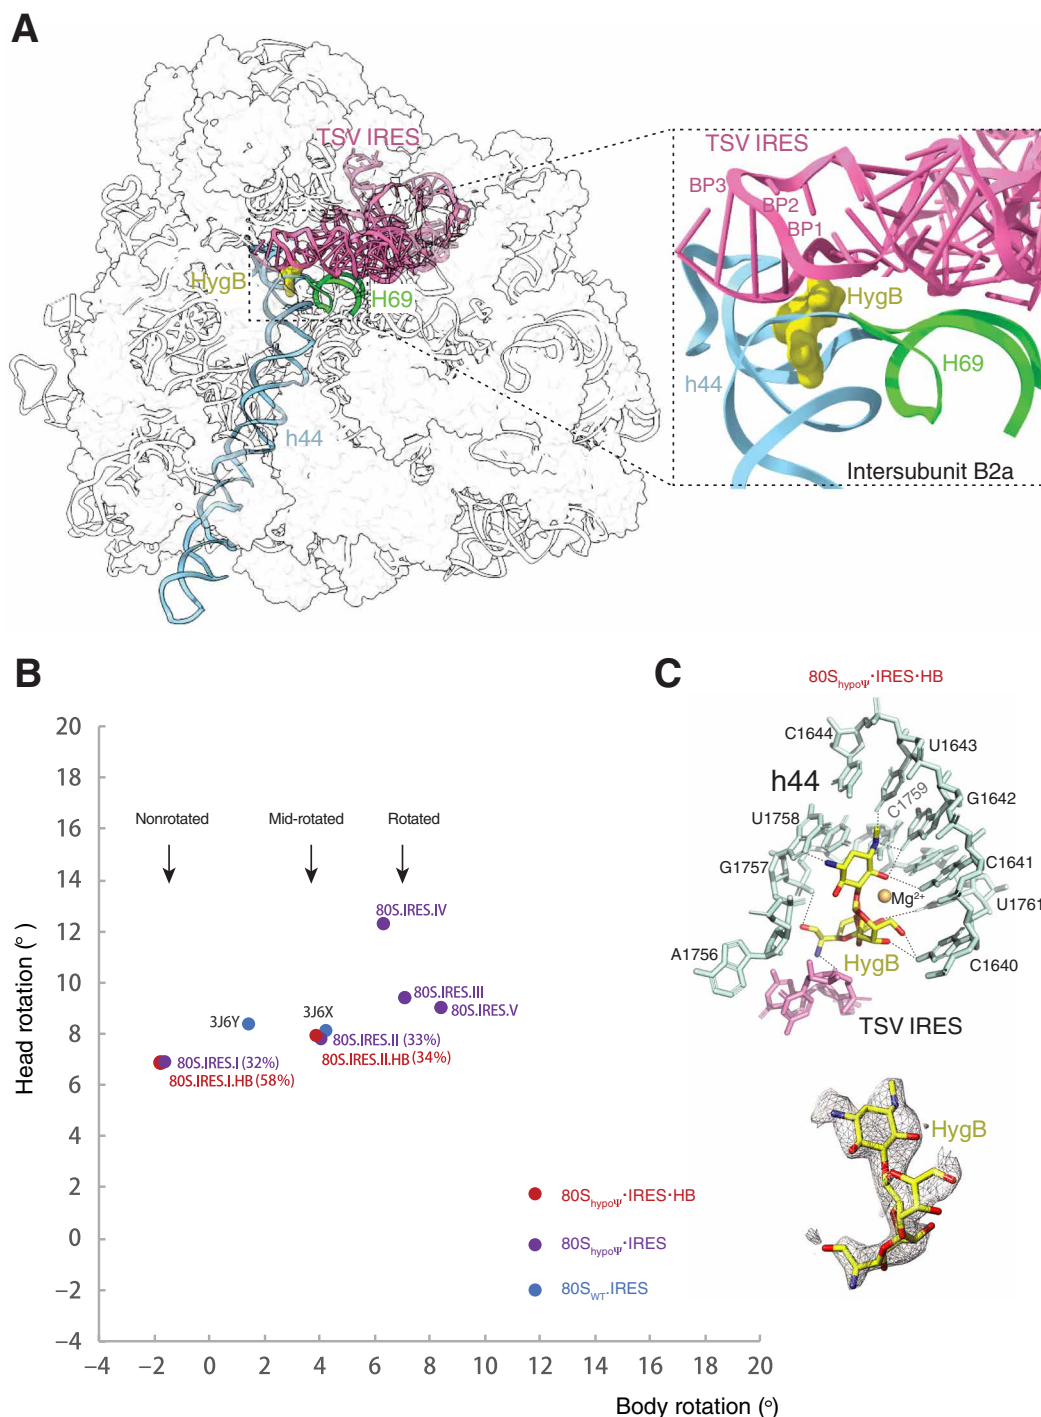 A
TSV IRES
HygB
H69
h44
TSV IRES
BP3
BP2
BP1
HygB
H69
h44
Intersubunit B2a
B
20
18
16
14
12
10
8
6
4
2
0
−2
−4
Head rotation (°)
Nonrotated
Mid-rotated
Rotated
80S.IRES.IV
80S.IRES.III
80S.IRES.V
3J6Y
3J6X
80S.IRES.II (33%)
80S.IRES.II.HB (34%)
80S.IRES.I (32%)
80S.IRES.I.HB (58%)
80ShypoΨ·IRES·HB
80ShypoΨ·IRES
80SWT.IRES
−4 −2 0 2 4 6 8 10 12 14 16 18 20
Body rotation (°)
C
80ShypoΨ·IRES·HB
C1644
U1643
h44
C1759
G1642
U1758
C1641
G1757
Mg2+
U1761
A1756
HygB
C1640
TSV IRES
HygB